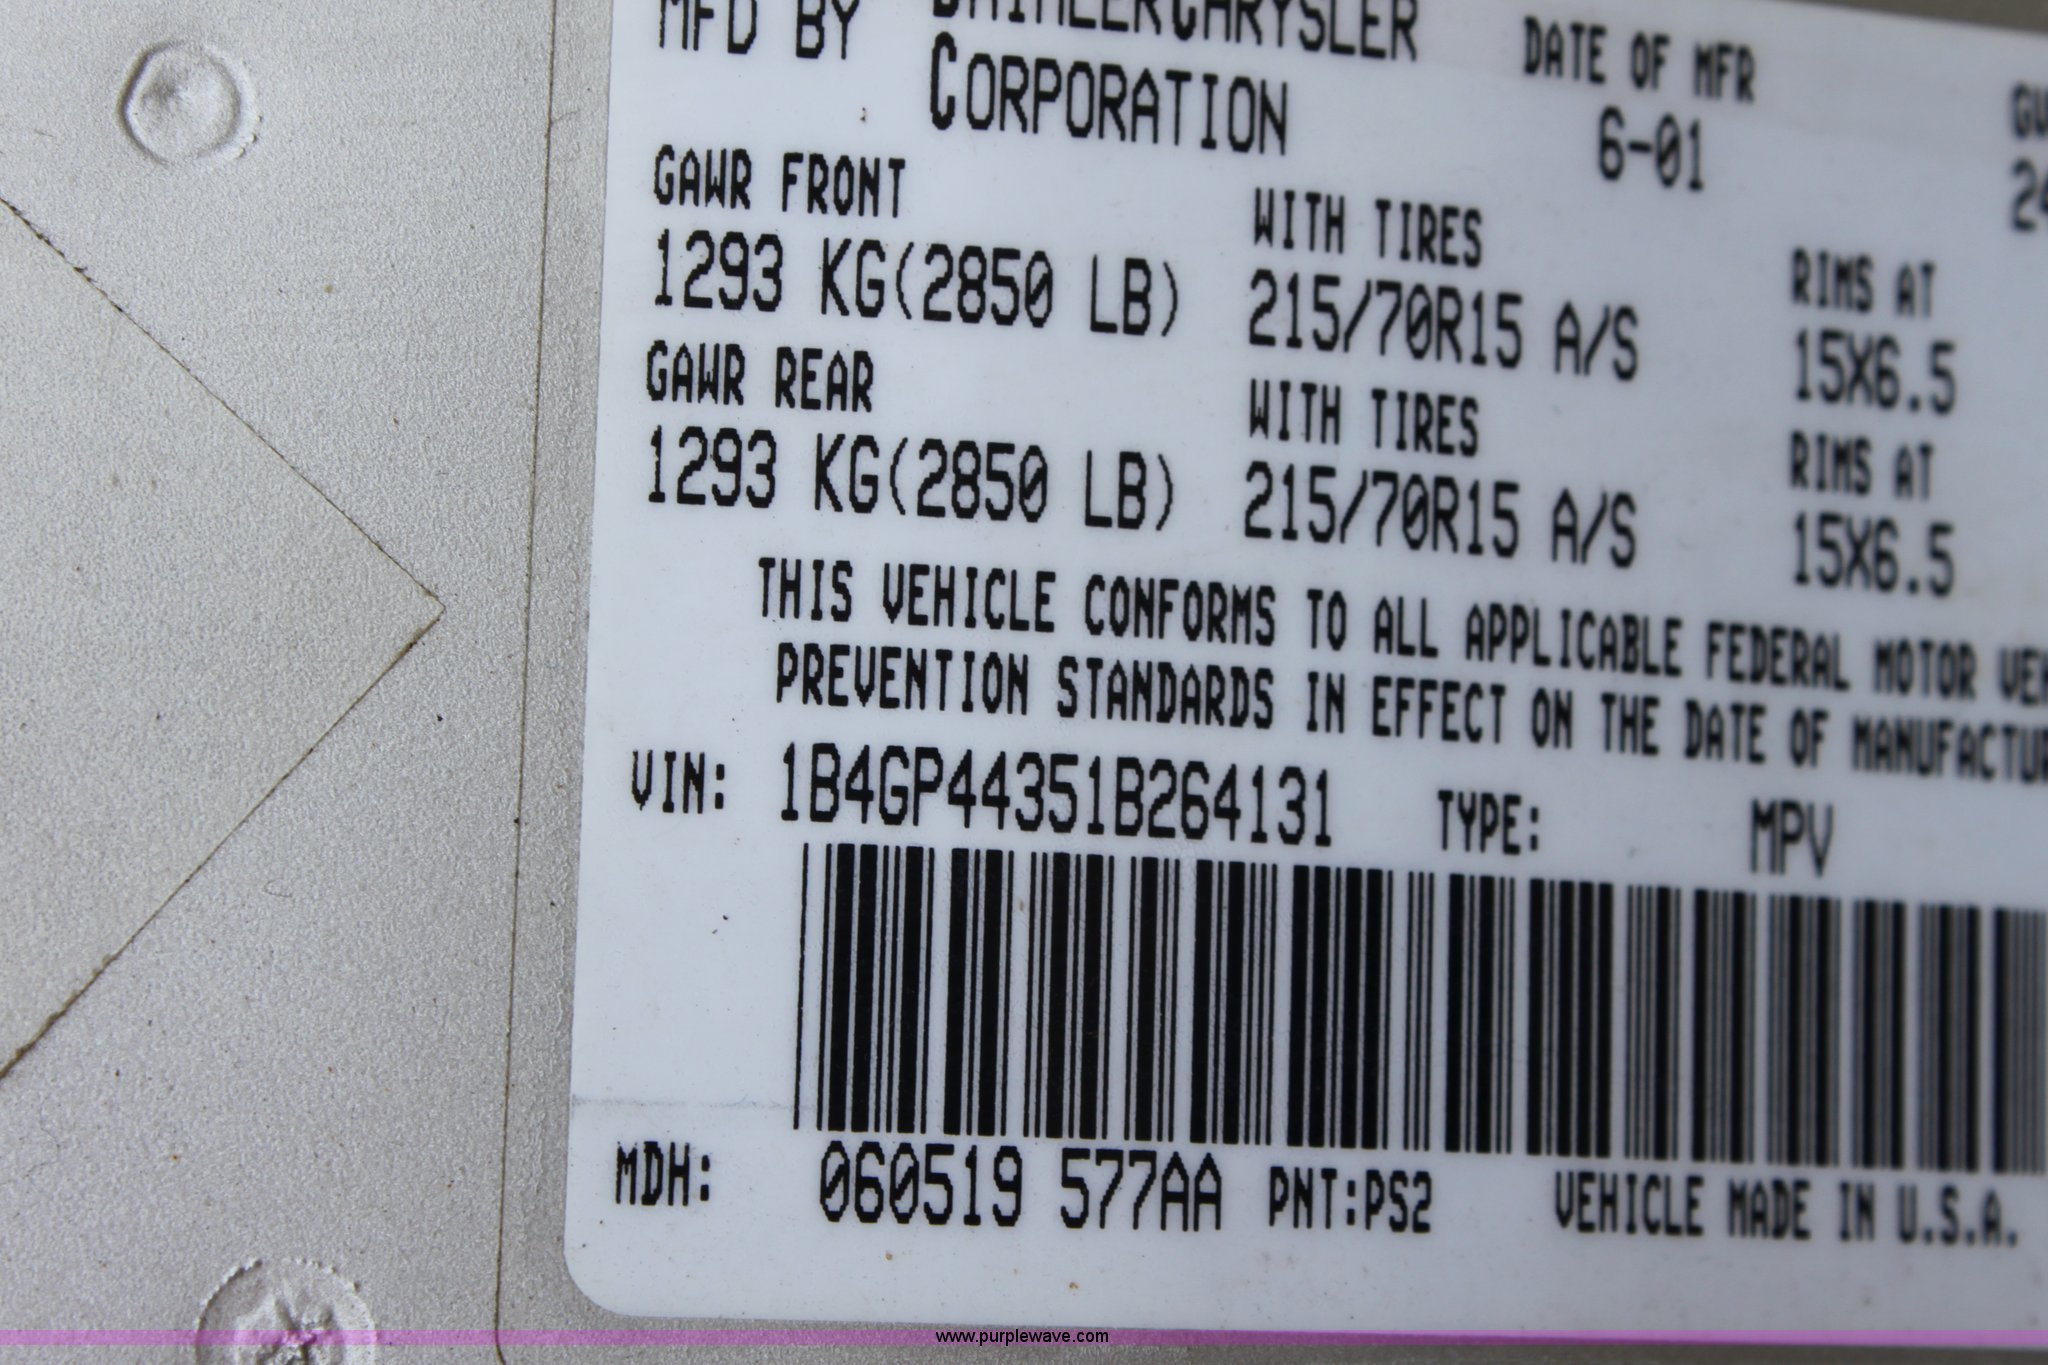 MFD BY DAIMLERCHRYSLER
CORPORATION
DATE OF MFR
6-01
GAWR FRONT
1293 KG(2850 LB)
WITH TIRES
215/70R15 A/S
RIMS AT
15X6.5
GAWR REAR
1293 KG(2850 LB)
WITH TIRES
215/70R15 A/S
RIMS AT
15X6.5
THIS VEHICLE CONFORMS TO ALL APPLICABLE FEDERAL MOTOR
PREVENTION STANDARDS IN EFFECT ON THE DATE OF
VIN: 1B4GP44351B264131 TYPE: MPV
MDH: 060519 577AA PNT:PS2 VEHICLE MADE IN U.S.A.
www.purplewave.com